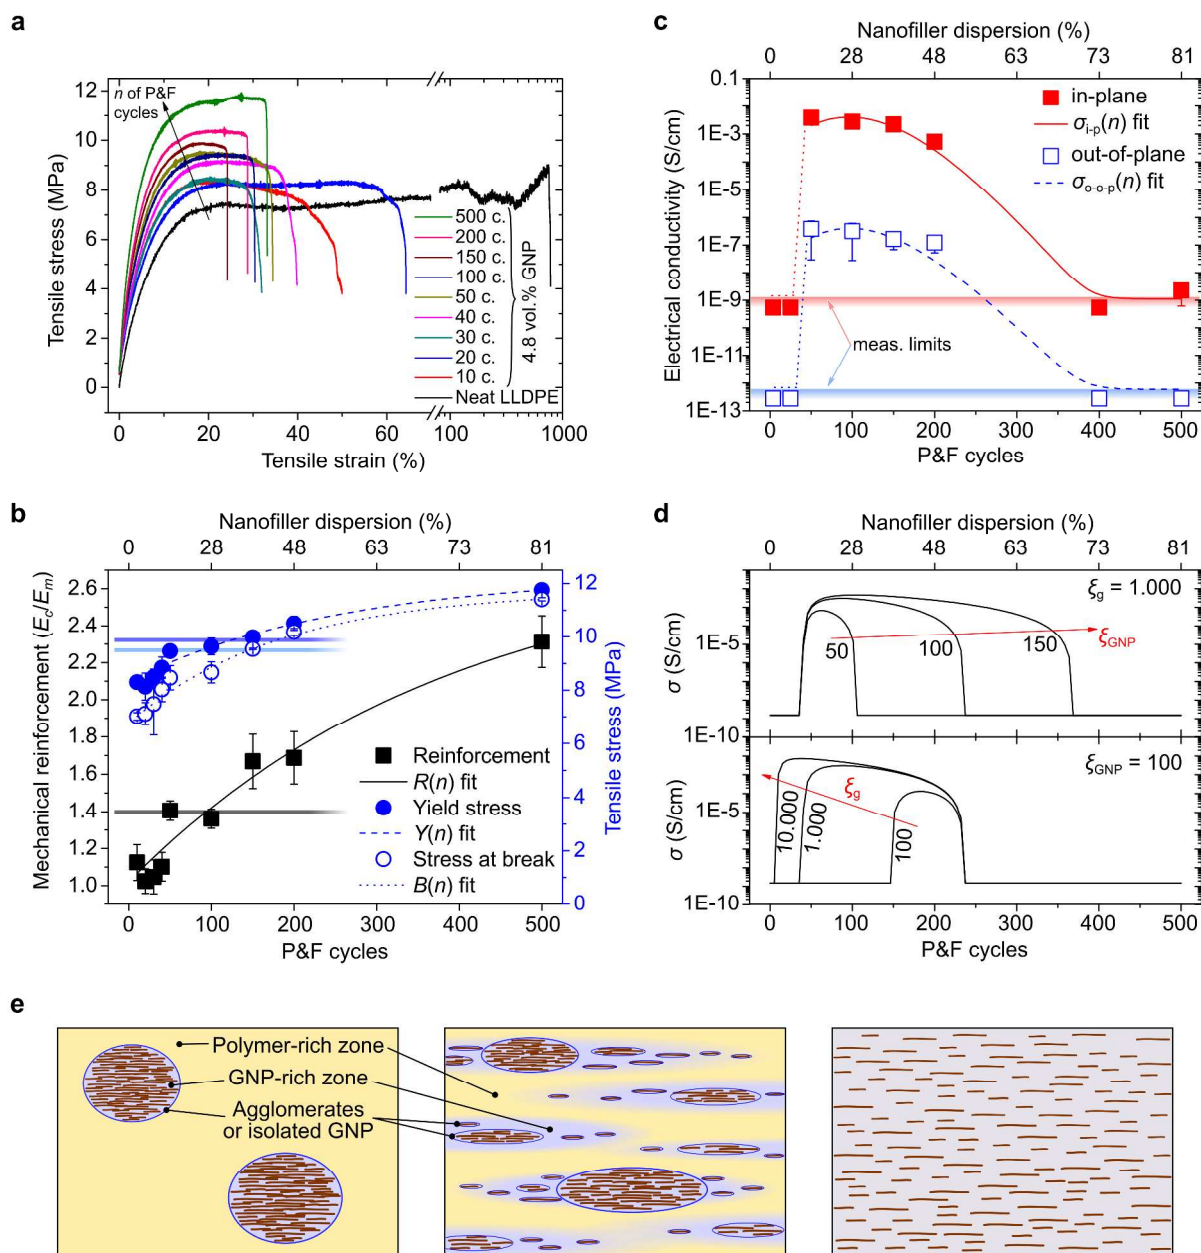 a
12
10
8
6
4
2
0
Tensile stress (MPa)
n of P&F
cycles
500 c.
200 c.
150 c.
100 c.
50 c.
40 c.
30 c.
20 c.
10 c.
Neat LLDPE
4.8 vol.% GNP
0 20 40 60 100 1000
Tensile strain (%)
b
Nanofiller dispersion (%)
0 28 48 63 73 81
2.6
2.4
2.2
2.0
1.8
1.6
1.4
1.2
1.0
Mechanical reinforcement (Ec/Em)
12
10
8
6
4
2
0
Tensile stress (MPa)
Reinforcement
R(n) fit
Yield stress
Y(n) fit
Stress at break
B(n) fit
0 100 200 300 400 500
P&F cycles
c
Nanofiller dispersion (%)
0 28 48 63 73 81
0.1
1E-3
1E-5
1E-7
1E-9
1E-11
1E-13
Electrical conductivity (S/cm)
in-plane
σi-p(n) fit
out-of-plane
σo-o-p(n) fit
meas. limits
0 100 200 300 400 500
P&F cycles
d
Nanofiller dispersion (%)
0 28 48 63 73 81
ξg = 1.000
ξGNP
50 100 150
1E-5
1E-10
σ (S/cm)
ξGNP = 100
ξg
10.000 1.000 100
1E-5
1E-10
σ (S/cm)
0 100 200 300 400 500
P&F cycles
e
Polymer-rich zone
GNP-rich zone
Agglomerates
or isolated GNP